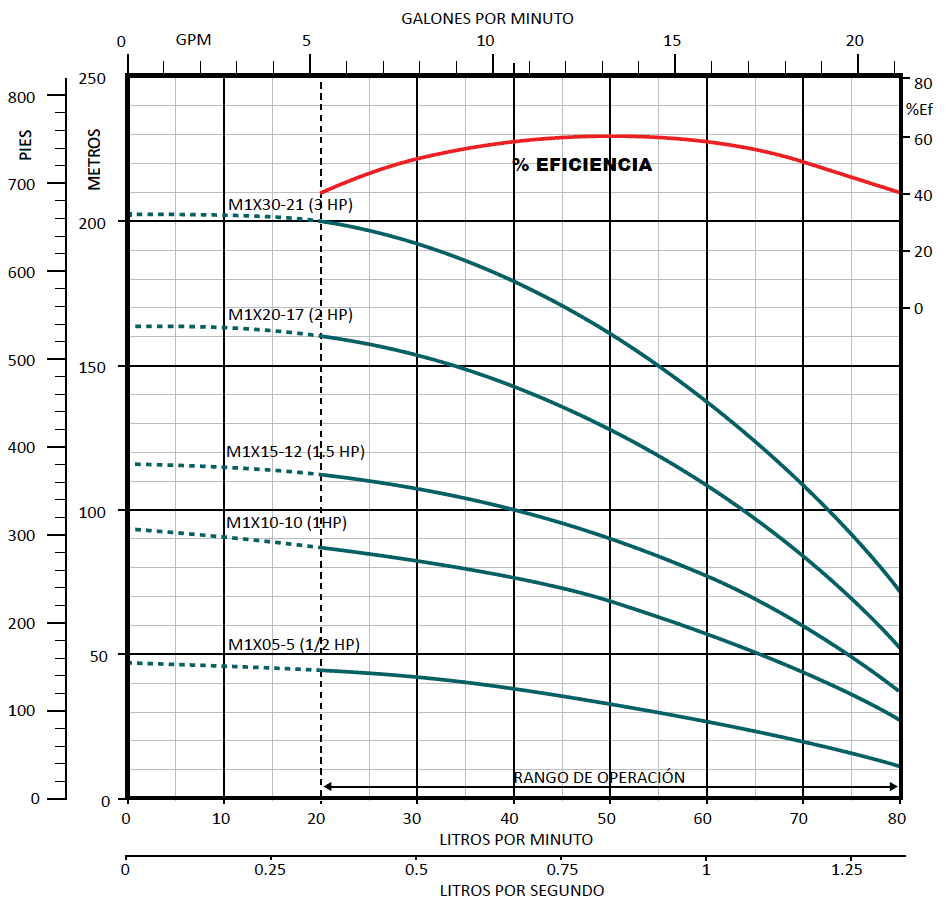 GALONES POR MINUTO
0 GPM 5 10 15 20
250 80
800 %Ef
PIES METROS 60
% EFICIENCIA
700 40
M1X30-21 (3 HP)
200
20
600
0
M1X20-17 (2 HP)
500 150
M1X15-12 (1.5 HP)
400
100
M1X10-10 (1HP)
300
M1X05-5 (1/2 HP)
200 50
100
RANGO DE OPERACIÓN
0 0
0 10 20 30 40 50 60 70 80
LITROS POR MINUTO
0 0.25 0.5 0.75 1 1.25
LITROS POR SEGUNDO